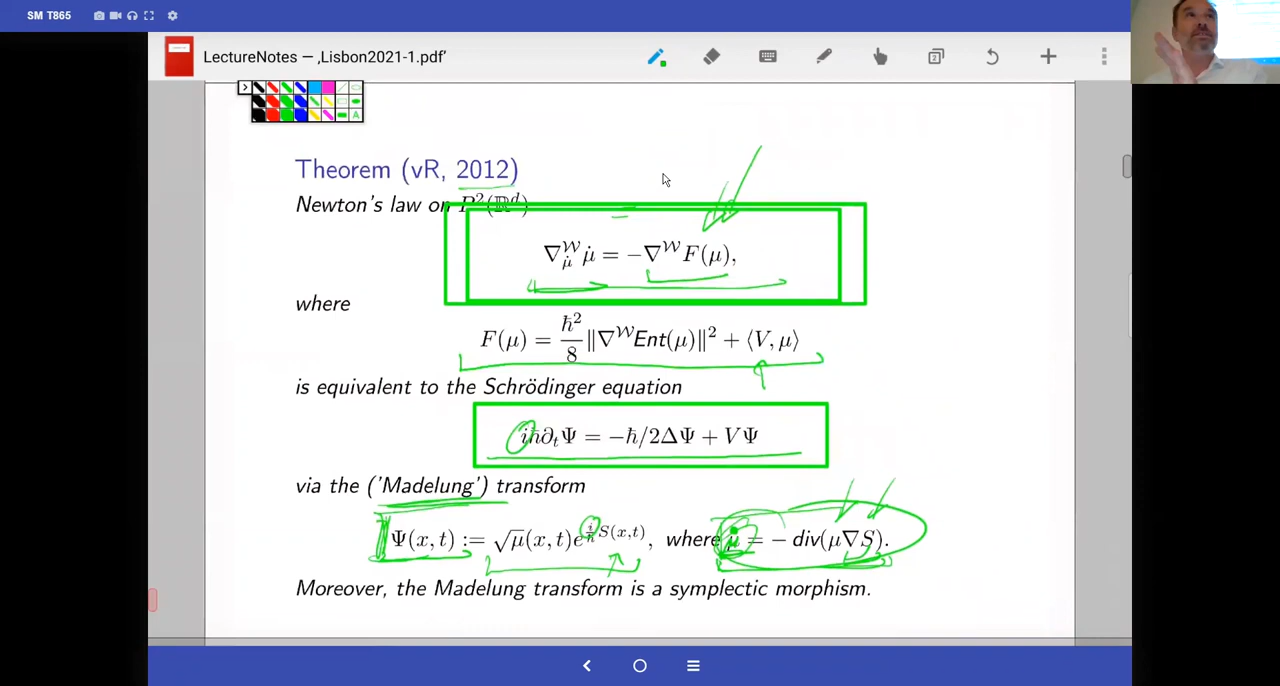 SM T865
LectureNotes — ‚Lisbon2021-1.pdf'
Theorem (vR, 2012)
Newton's law on P²(ℝᵈ)
∇^𝒲_μ̇ μ̇ = −∇^𝒲 F(μ),
where
F(μ) = ħ²/8 ‖∇^𝒲 Ent(μ)‖² + ⟨V, μ⟩
is equivalent to the Schrödinger equation
iħ∂ₜΨ = −ħ/2ΔΨ + VΨ
via the ('Madelung') transform
Ψ(x, t) := √μ(x, t)e^{i/ħ S(x,t)}, where μ̇ = − div(μ∇S).
Moreover, the Madelung transform is a symplectic morphism.